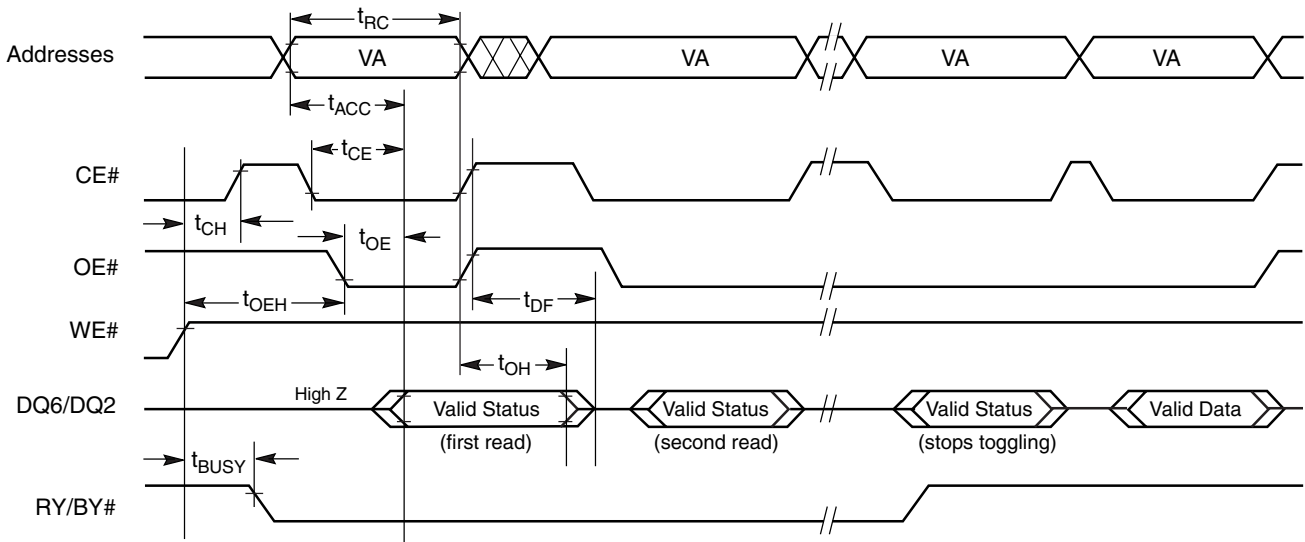 tRC
Addresses VA VA VA VA
tACC
tCE
CE#
tCH tOE
OE#
tOEH tDF
WE#
tOH
High Z
DQ6/DQ2 Valid Status Valid Status Valid Status Valid Data
(first read) (second read) (stops toggling)
tBUSY
RY/BY#